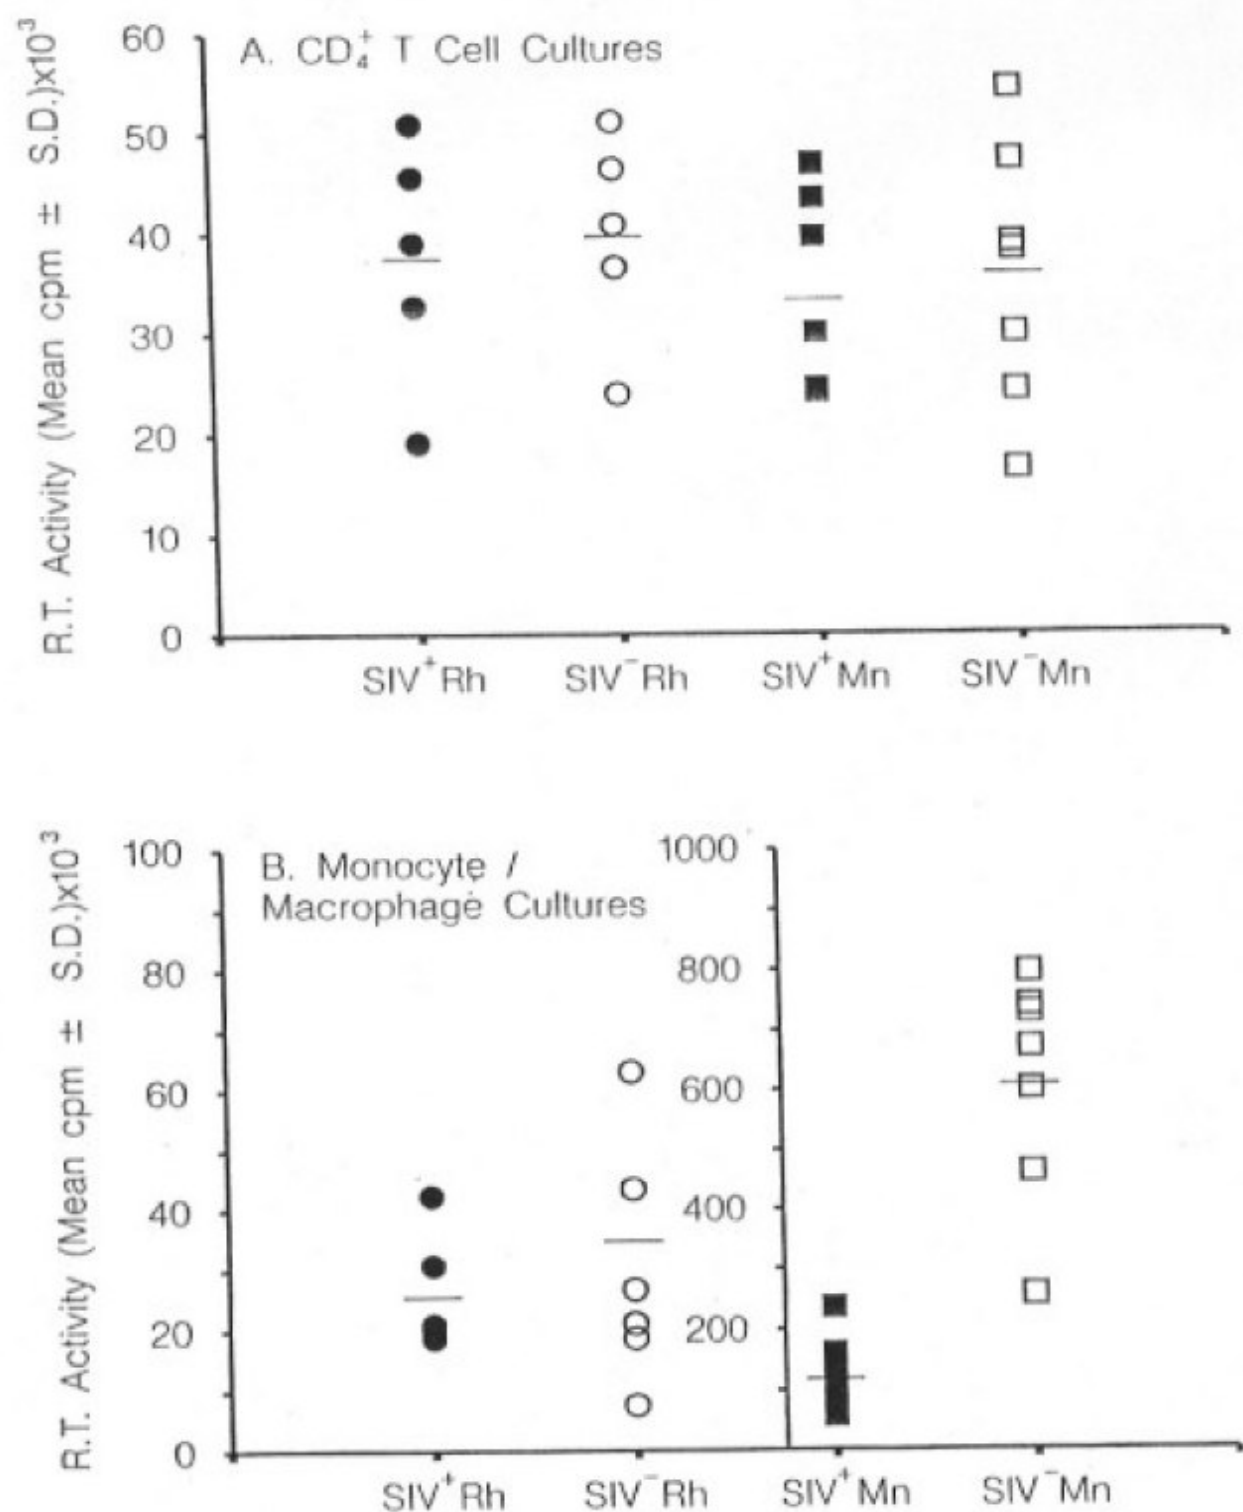 R.T. Activity (Mean cpm ± S.D.)x10³
A. CD₄⁺ T Cell Cultures
60
50
40
30
20
10
0
SIV⁺Rh SIV⁻Rh SIV⁺Mn SIV⁻Mn
R.T. Activity (Mean cpm ± S.D.)x10³
B. Monocyte /
Macrophage Cultures
100
80
60
40
20
0
1000
800
600
400
200
SIV⁺Rh SIV⁻Rh SIV⁺Mn SIV⁻Mn